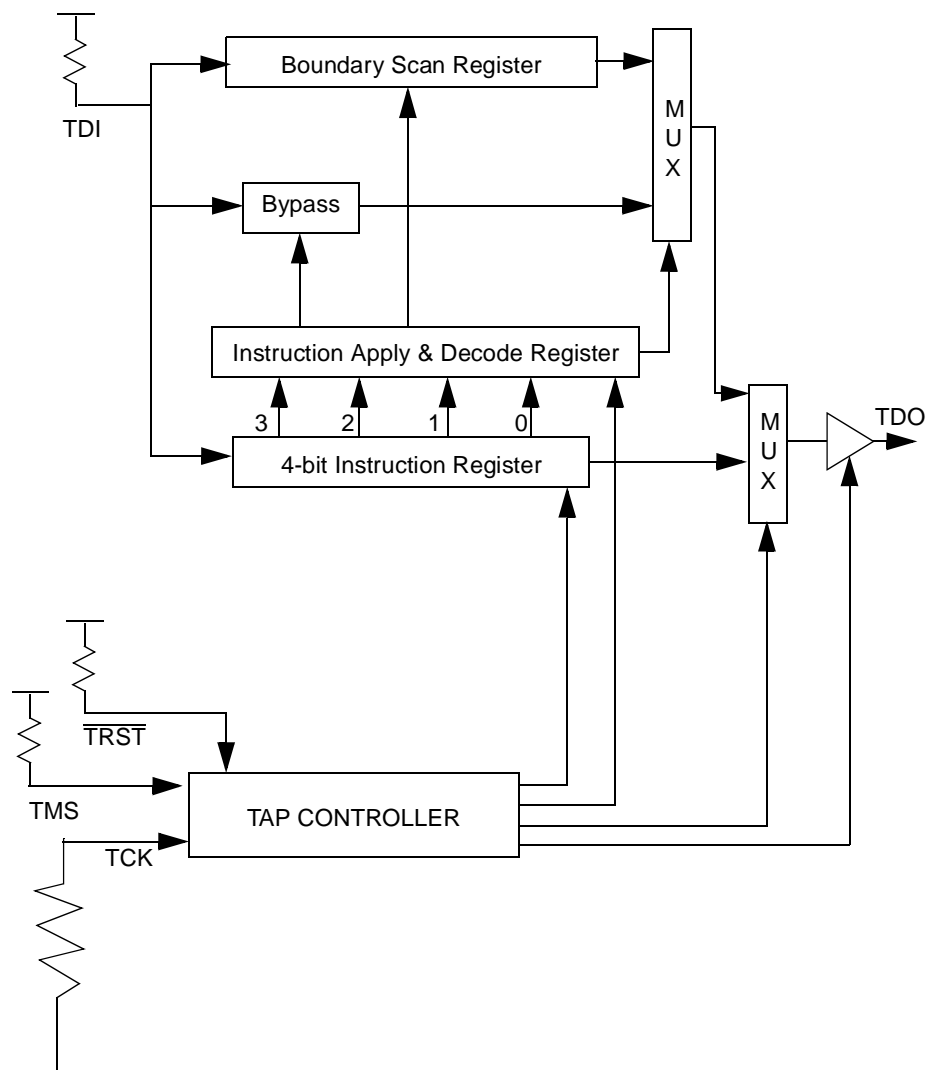 Boundary Scan Register
M
U
X
TDI
Bypass
Instruction Apply & Decode Register
3 2 1 0
4-bit Instruction Register
M
U
X
TDO
TRST
TMS
TAP CONTROLLER
TCK